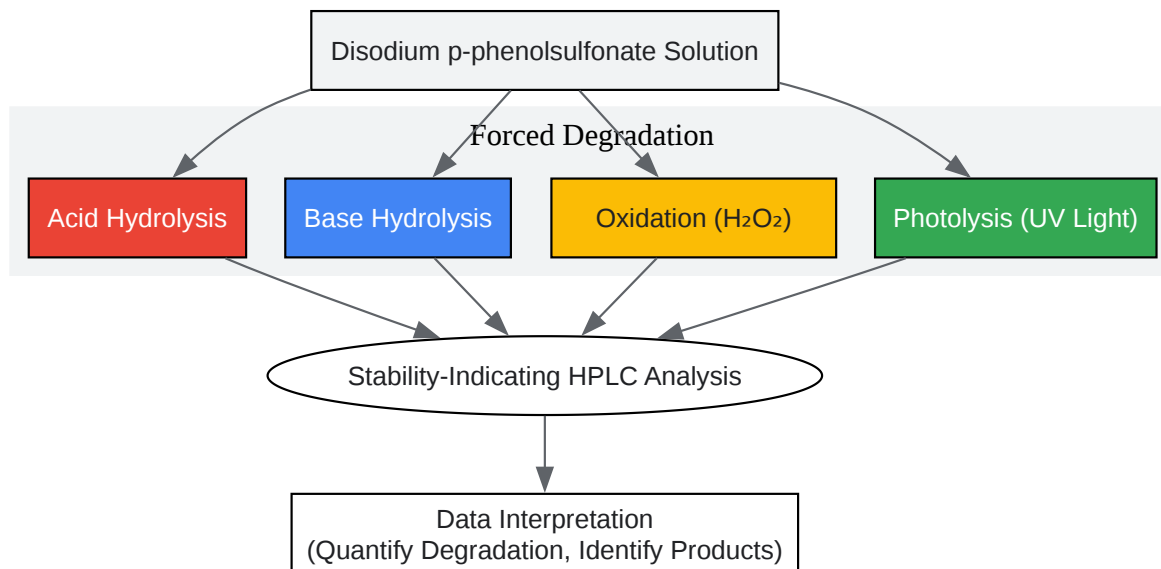 Disodium p-phenolsulfonate Solution
Forced Degradation
Acid Hydrolysis
Base Hydrolysis
Oxidation (H₂O₂)
Photolysis (UV Light)
Stability-Indicating HPLC Analysis
Data Interpretation
(Quantify Degradation, Identify Products)